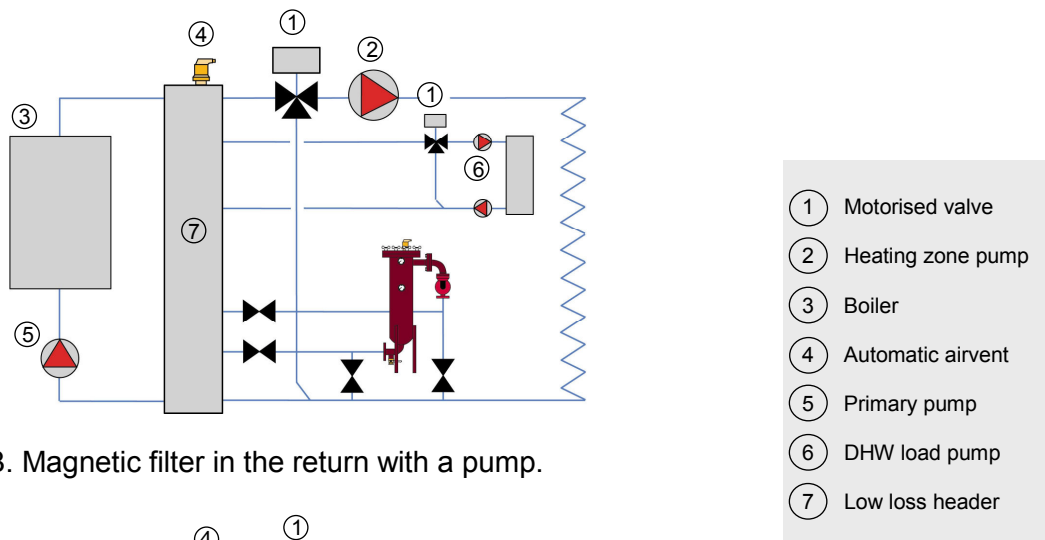 ①
④
②
①
③
⑥
⑦
⑤
① Motorised valve
② Heating zone pump
③ Boiler
④ Automatic airvent
⑤ Primary pump
⑥ DHW load pump
⑦ Low loss header
. Magnetic filter in the return with a pump.
①
④